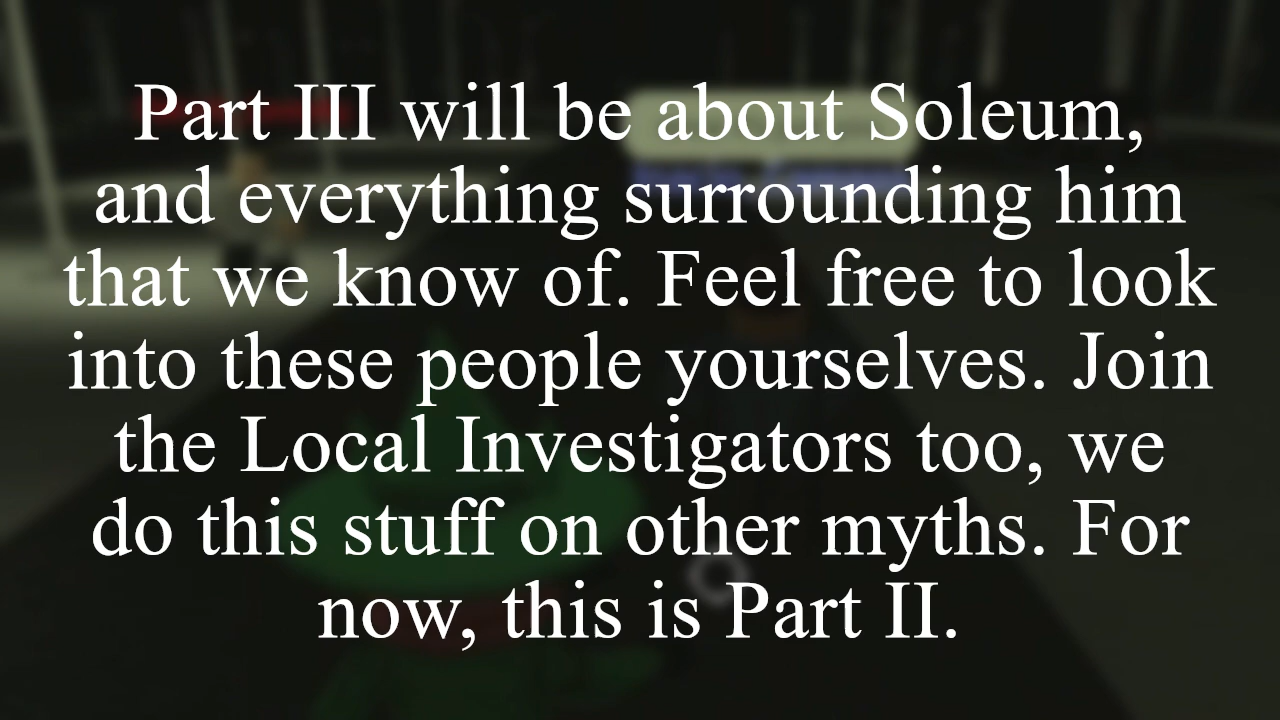 Part III will be about Soleum,
and everything surrounding him
that we know of. Feel free to look
into these people yourselves. Join
the Local Investigators too, we
do this stuff on other myths. For
now, this is Part II.